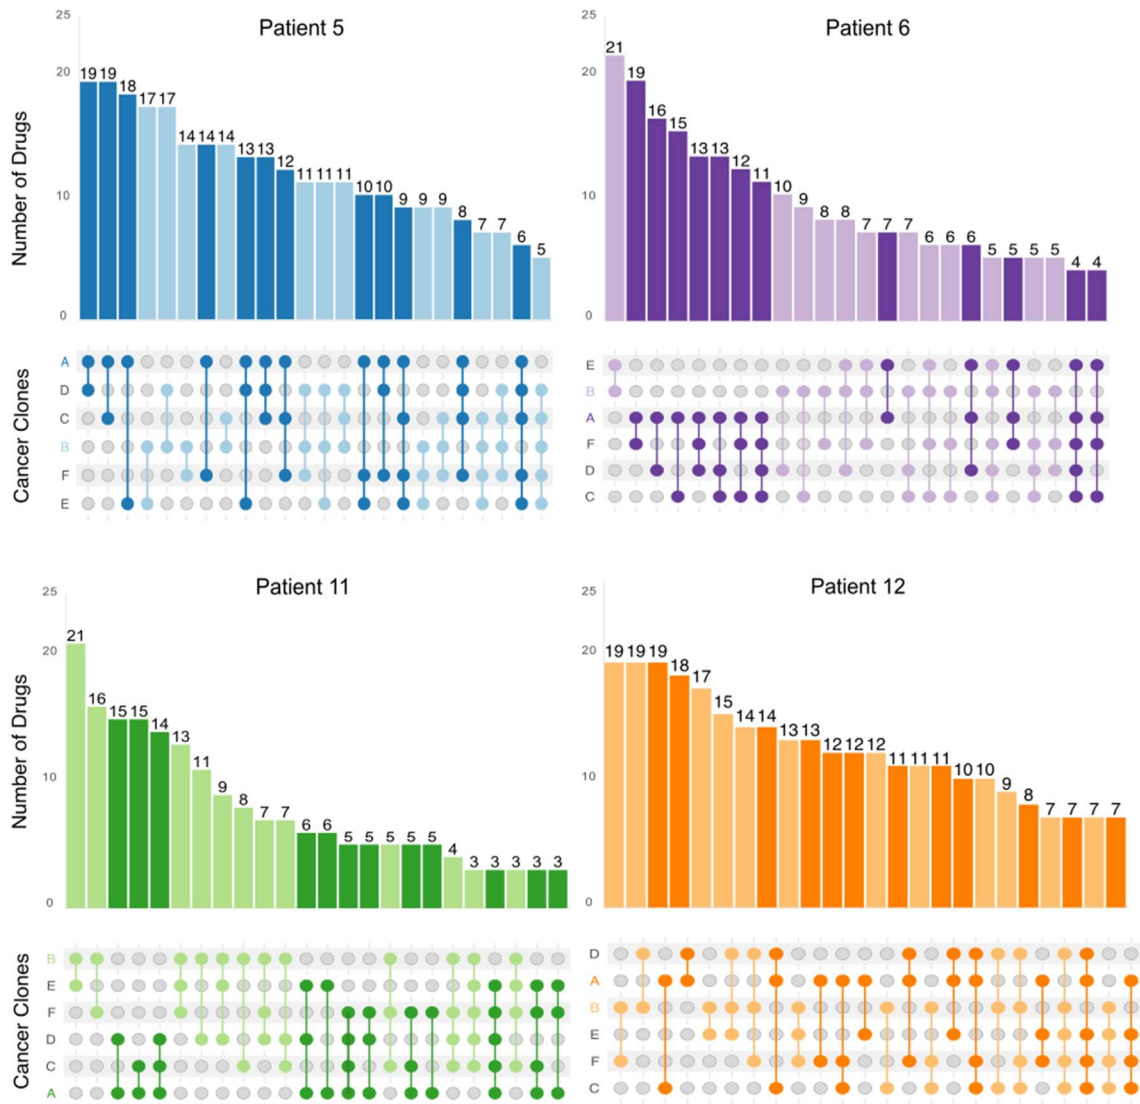 Patient 5
Number of Drugs
25
20
10
0
19 19 18 17 17 14 14 14 13 13 12 11 11 11 10 10 9 9 9 8 7 7 6 5
Cancer Clones
A
D
C
B
F
E
Patient 6
25
20
10
0
21 19 16 15 13 13 12 11 10 9 8 8 7 7 7 6 6 6 5 5 5 5 4 4
E
B
A
F
D
C
Patient 11
Number of Drugs
25
20
10
0
21 16 15 15 14 13 11 9 8 7 7 6 6 5 5 5 5 5 4 3 3 3 3 3
Cancer Clones
B
E
F
D
C
A
Patient 12
25
20
10
0
19 19 19 18 17 15 14 14 13 13 12 12 12 11 11 11 10 10 9 8 7 7 7 7
D
A
B
E
F
C